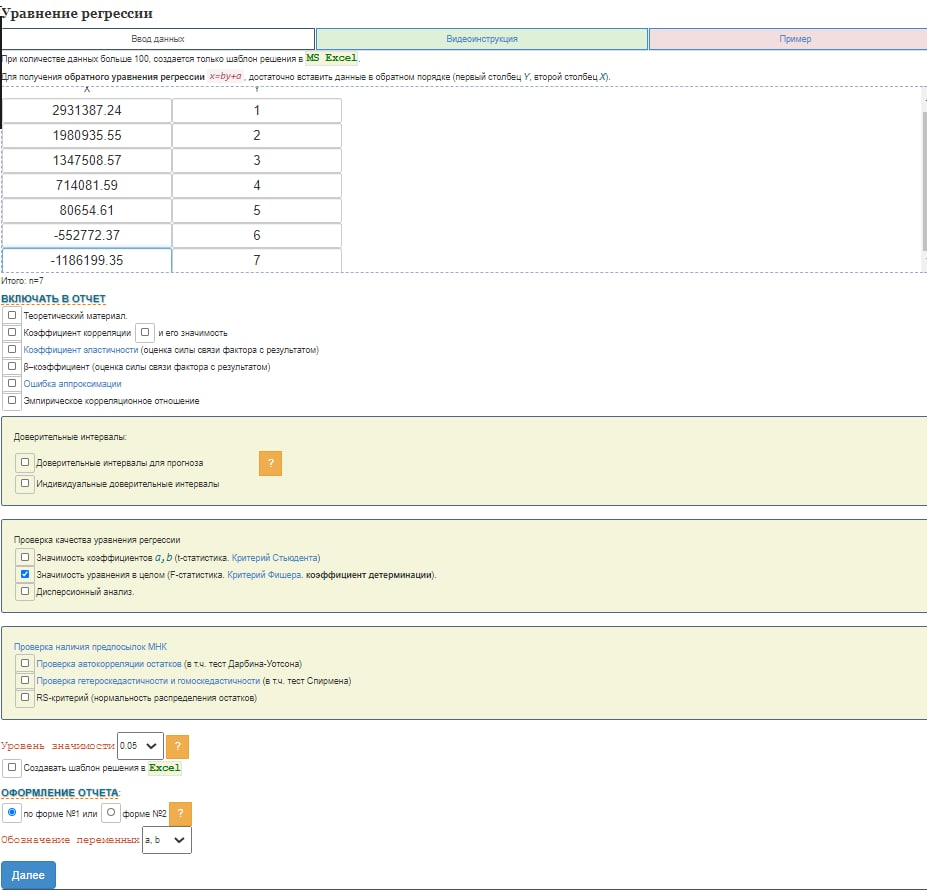 Уравнение регрессии
Ввод данных Видеоинструкция Пример
При количестве данных больше 100, создается только шаблон решения в MS Excel.
Для получения обратного уравнения регрессии x=by+a, достаточно вставить данные в обратном порядке (первый столбец Y, второй столбец X).
X Y
2931387.24 1
1980935.55 2
1347508.57 3
714081.59 4
80654.61 5
-552772.37 6
-1186199.35 7
Итого: n=7
ВКЛЮЧАТЬ В ОТЧЕТ
Теоретический материал.
Коэффициент корреляции и его значимость
Коэффициент эластичности (оценка силы связи фактора с результатом)
β–коэффициент (оценка силы связи фактора с результатом)
Ошибка аппроксимации
Эмпирическое корреляционное отношение
Доверительные интервалы:
Доверительные интервалы для прогноза ?
Индивидуальные доверительные интервалы
Проверка качества уравнения регрессии
Значимость коэффициентов a,b (t-статистика. Критерий Стьюдента)
Значимость уравнения в целом (F-статистика. Критерий Фишера. коэффициент детерминации).
Дисперсионный анализ.
Проверка наличия предпосылок МНК
Проверка автокорреляции остатков (в т.ч. тест Дарбина-Уотсона)
Проверка гетероскедастичности и гомоскедастичности (в т.ч. тест Спирмена)
RS-критерий (нормальность распределения остатков)
Уровень значимости 0.05 ?
Создавать шаблон решения в Excel
ОФОРМЛЕНИЕ ОТЧЕТА:
по форме №1 или форме №2 ?
Обозначение переменных a, b
Далее